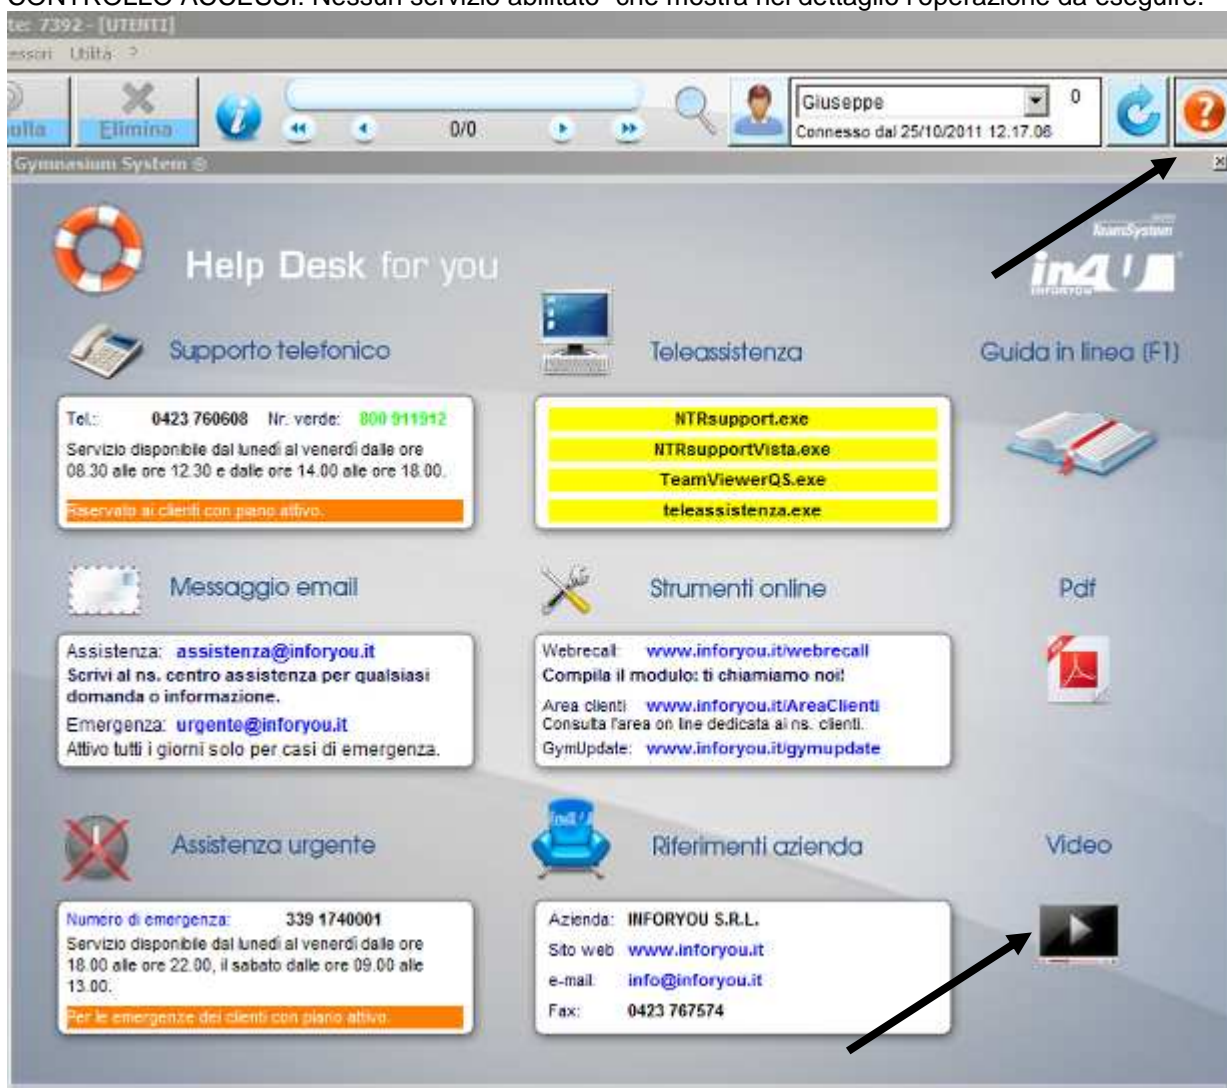 CONTROLLO ACCESSI: Nessun servizio abilitato" che mostra nel dettaglio l'operazione da eseguire.
7392 - [UTENTI]
Utilità ?
Elimina
0/0
Giuseppe
0
Connesso dal 25/10/2011 12.17.06
Gymnasium System ®
Help Desk for you
TeamSystem
in4U
INFORYOU
Supporto telefonico
Teleassistenza
Guida in linea (F1)
Tel.: 0423 760608 Nr. verde: 800 911912
Servizio disponibile dal lunedì al venerdì dalle ore
08.30 alle ore 12.30 e dalle ore 14.00 alle ore 18.00.
Riservato ai clienti con piano attivo.
NTRsupport.exe
NTRsupportVista.exe
TeamViewerQS.exe
teleassistenza.exe
Messaggio email
Strumenti online
Pdf
Assistenza: assistenza@inforyou.it
Scrivi al ns. centro assistenza per qualsiasi
domanda o informazione.
Emergenza: urgente@inforyou.it
Attivo tutti i giorni solo per casi di emergenza.
Webrecall: www.inforyou.it/webrecall
Compila il modulo: ti chiamiamo noi!
Area clienti www.inforyou.it/AreaClienti
Consulta l'area on line dedicata ai ns. clienti.
GymUpdate: www.inforyou.it/gymupdate
Assistenza urgente
in4U
Riferimenti azienda
Video
Numero di emergenza: 339 1740001
Servizio disponibile dal lunedì al venerdì dalle ore
18.00 alle ore 22.00, il sabato dalle ore 09.00 alle
13.00.
Per le emergenze dei clienti con piano attivo.
Azienda: INFORYOU S.R.L.
Sito web www.inforyou.it
e-mail: info@inforyou.it
Fax: 0423 767574